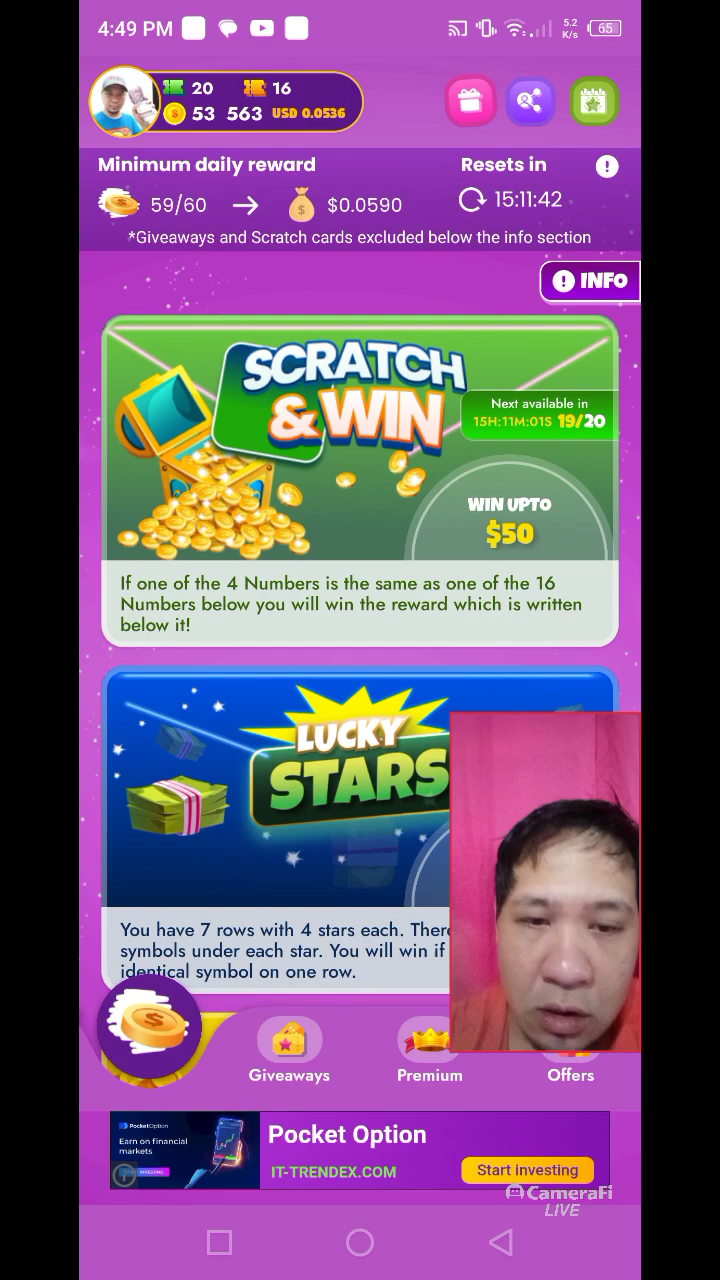 4:49 PM
5.2
K/s
65
20
16
53 563 USD 0.0536
Minimum daily reward
Resets in
59/60
$0.0590
15:11:42
*Giveaways and Scratch cards excluded below the info section
INFO
SCRATCH
& WIN
Next available in
15H:11M:01S 19/20
WIN UPTO
$50
If one of the 4 Numbers is the same as one of the 16
Numbers below you will win the reward which is written
below it!
LUCKY
STARS
You have 7 rows with 4 stars each.
symbols under each star. You will win if
identical symbol on one row.
Giveaways
Premium
Offers
PocketOption
Earn on financial
markets
INVESTING
Pocket Option
IT-TRENDEX.COM
Start investing
CameraFi
LIVE